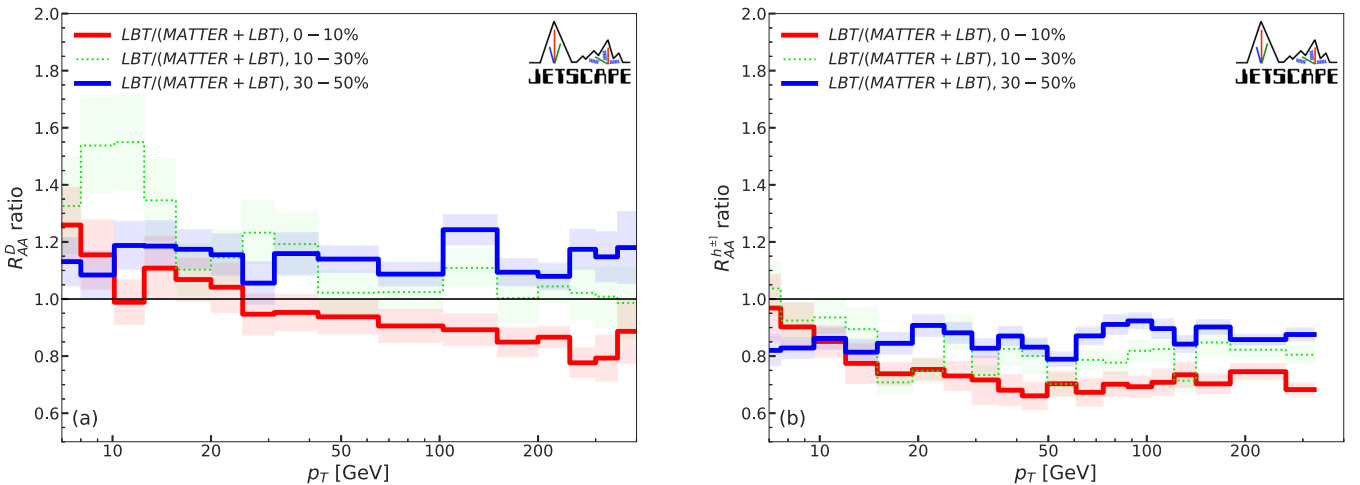 2.0
1.8
1.6
1.4
1.2
1.0
0.8
0.6
R_{AA}^{D} ratio
LBT/(MATTER + LBT), 0 − 10%
LBT/(MATTER + LBT), 10 − 30%
LBT/(MATTER + LBT), 30 − 50%
JETSCAPE
(a)
10 20 100 200
p_T [GeV]
2.0
1.8
1.6
1.4
1.2
1.0
0.8
0.6
R_{AA}^{h^{±}]} ratio
LBT/(MATTER + LBT), 0 − 10%
LBT/(MATTER + LBT), 10 − 30%
LBT/(MATTER + LBT), 30 − 50%
JETSCAPE
(b)
10 20 100 200
p_T [GeV]